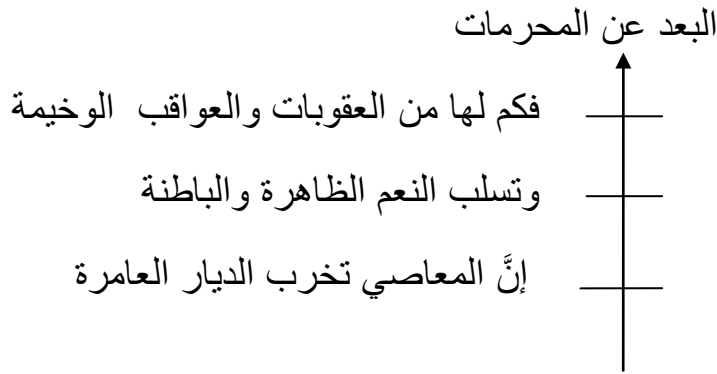 البعد عن المحرمات
فكم لها من العقوبات والعواقب الوخيمة
وتسلب النعم الظاهرة والباطنة
إنَّ المعاصي تخرب الديار العامرة